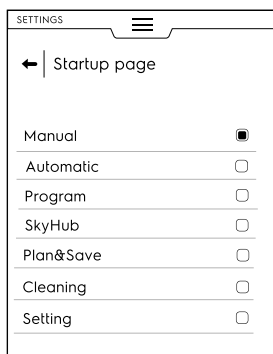 SETTINGS
Startup page
Manual
Automatic
Program
SkyHub
Plan&Save
Cleaning
Setting